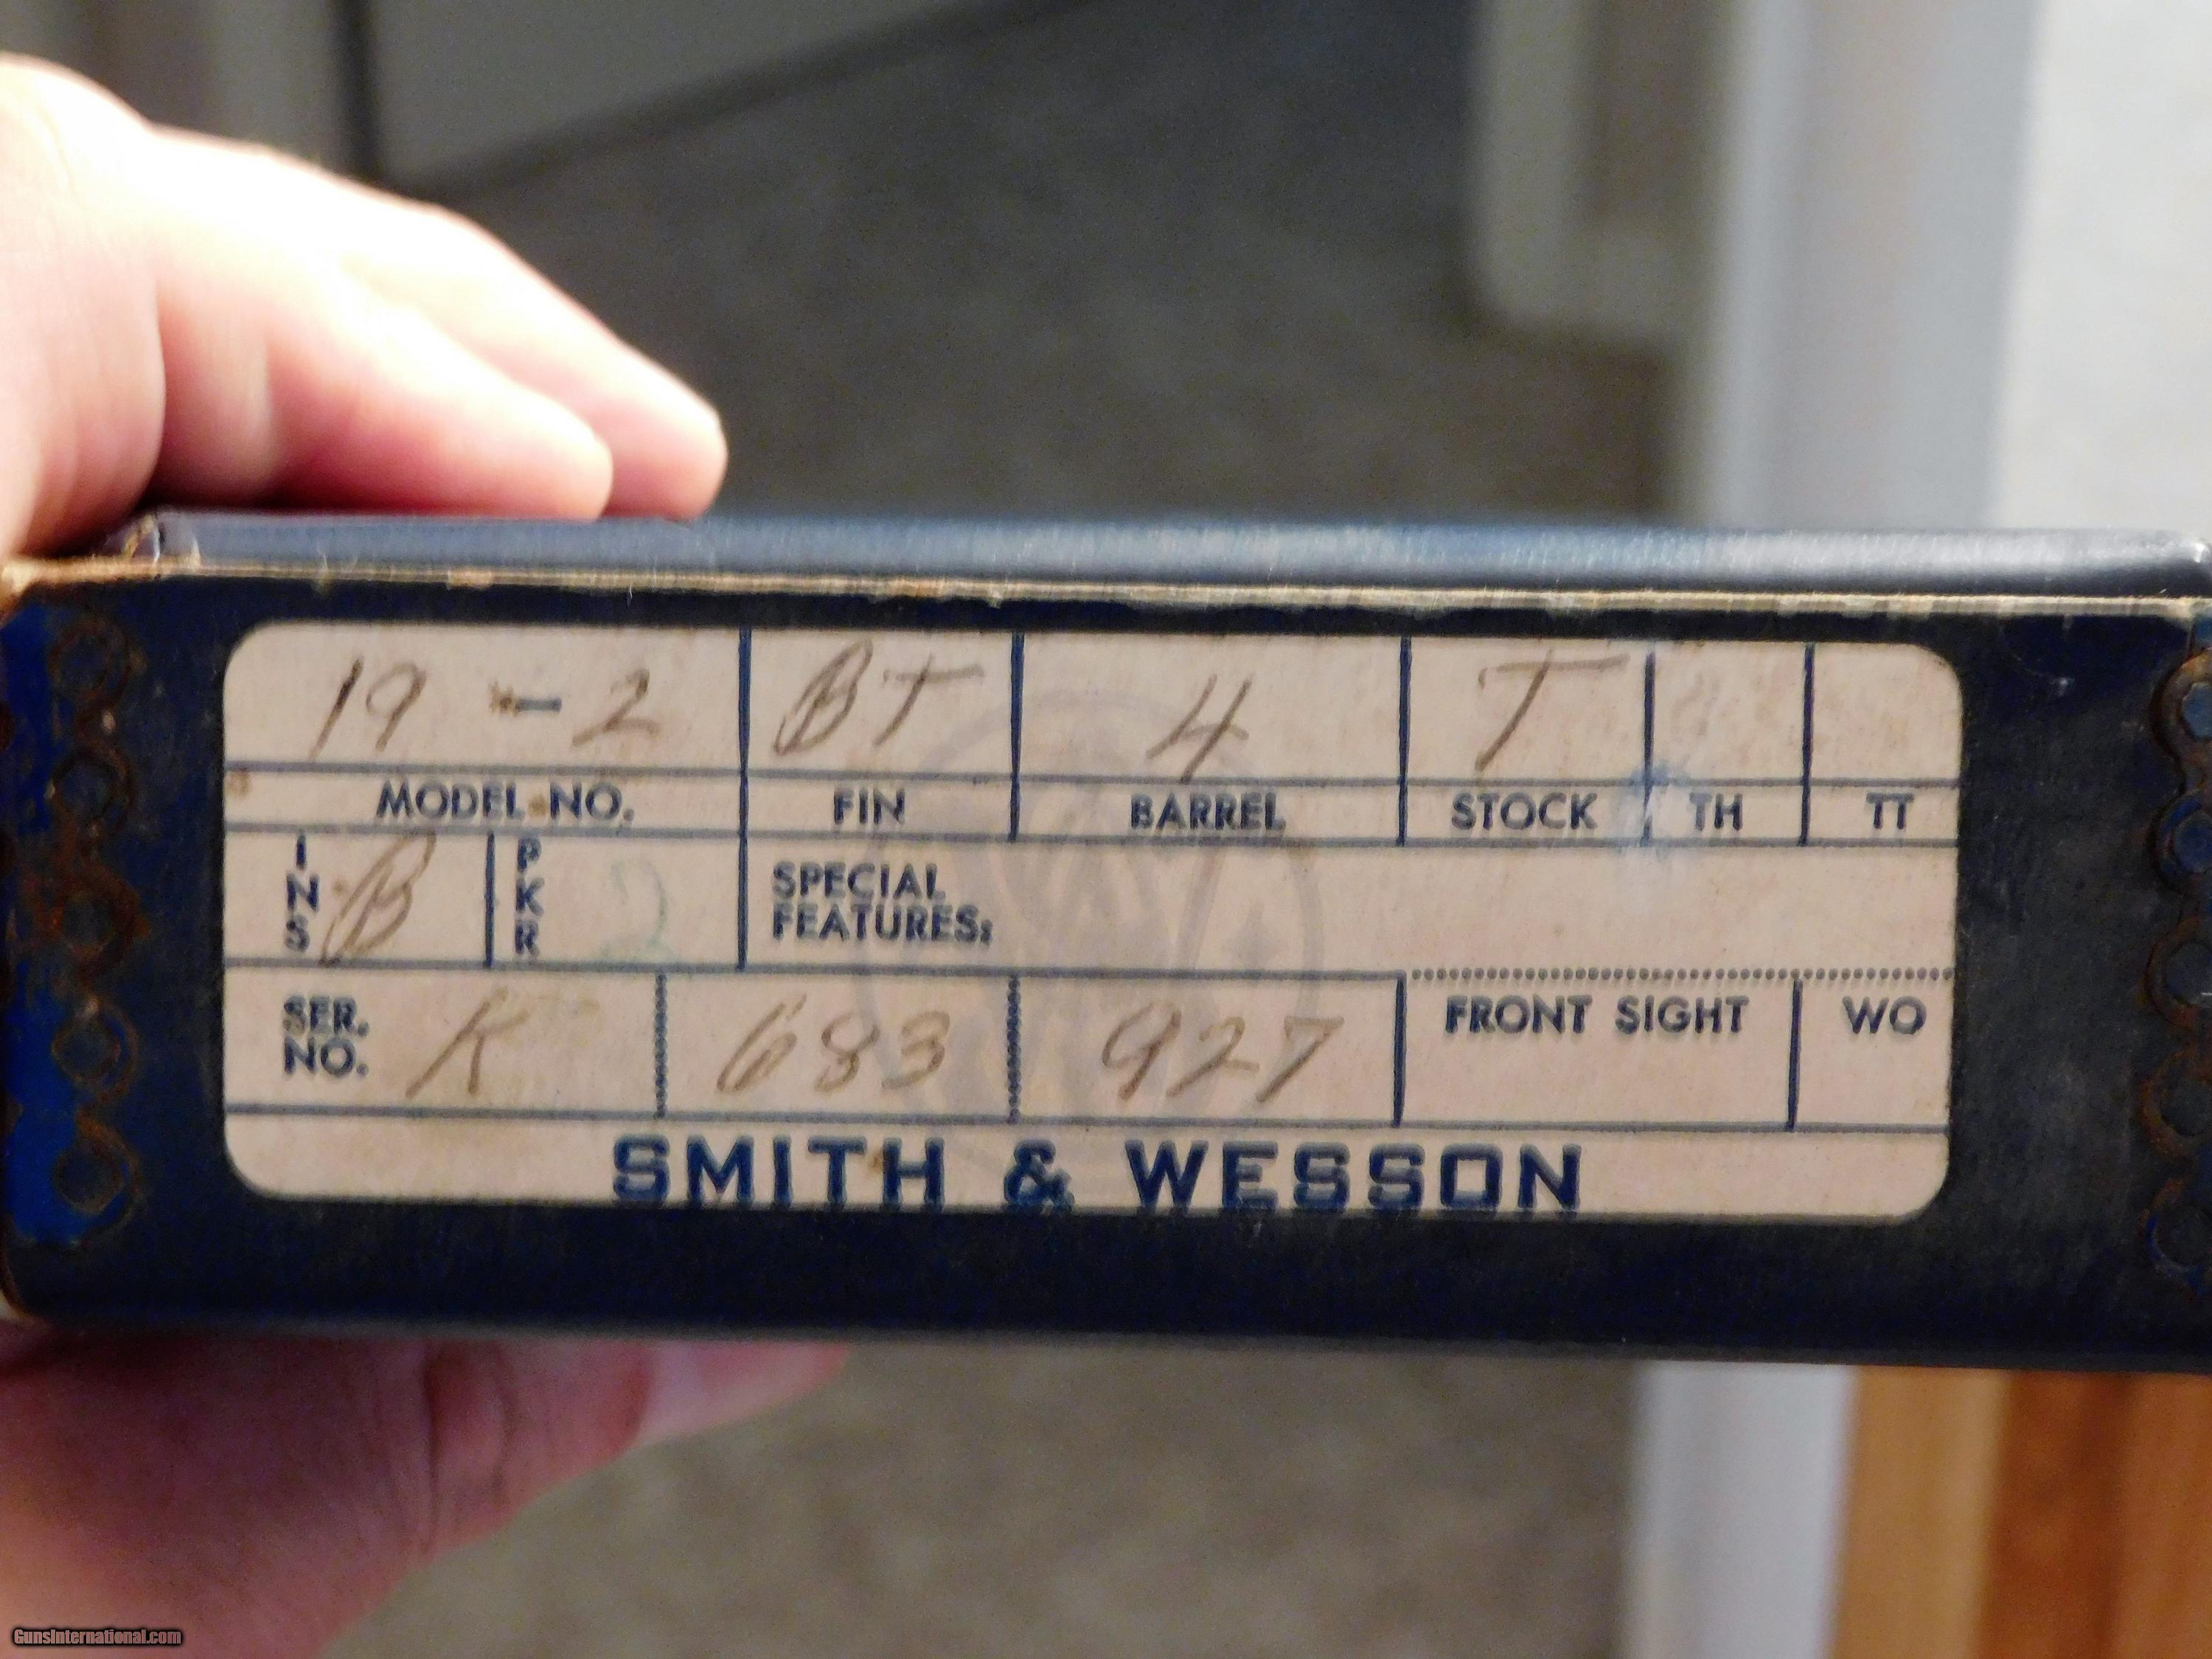 19 - 2 BT 4 T
MODEL NO. FIN BARREL STOCK TH TT
INS B PKR 2 SPECIAL
FEATURES:
SER. NO. K 683 927 FRONT SIGHT WO
SMITH & WESSON
GunsInternational.com